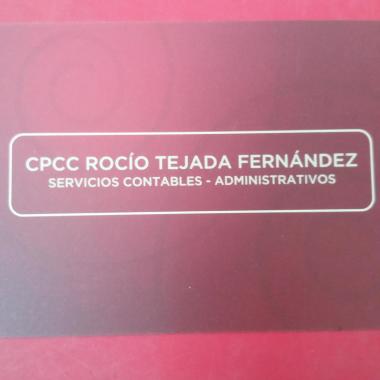 CPCC ROCÍO TEJADA FERNÁNDEZ
SERVICIOS CONTABLES - ADMINISTRATIVOS